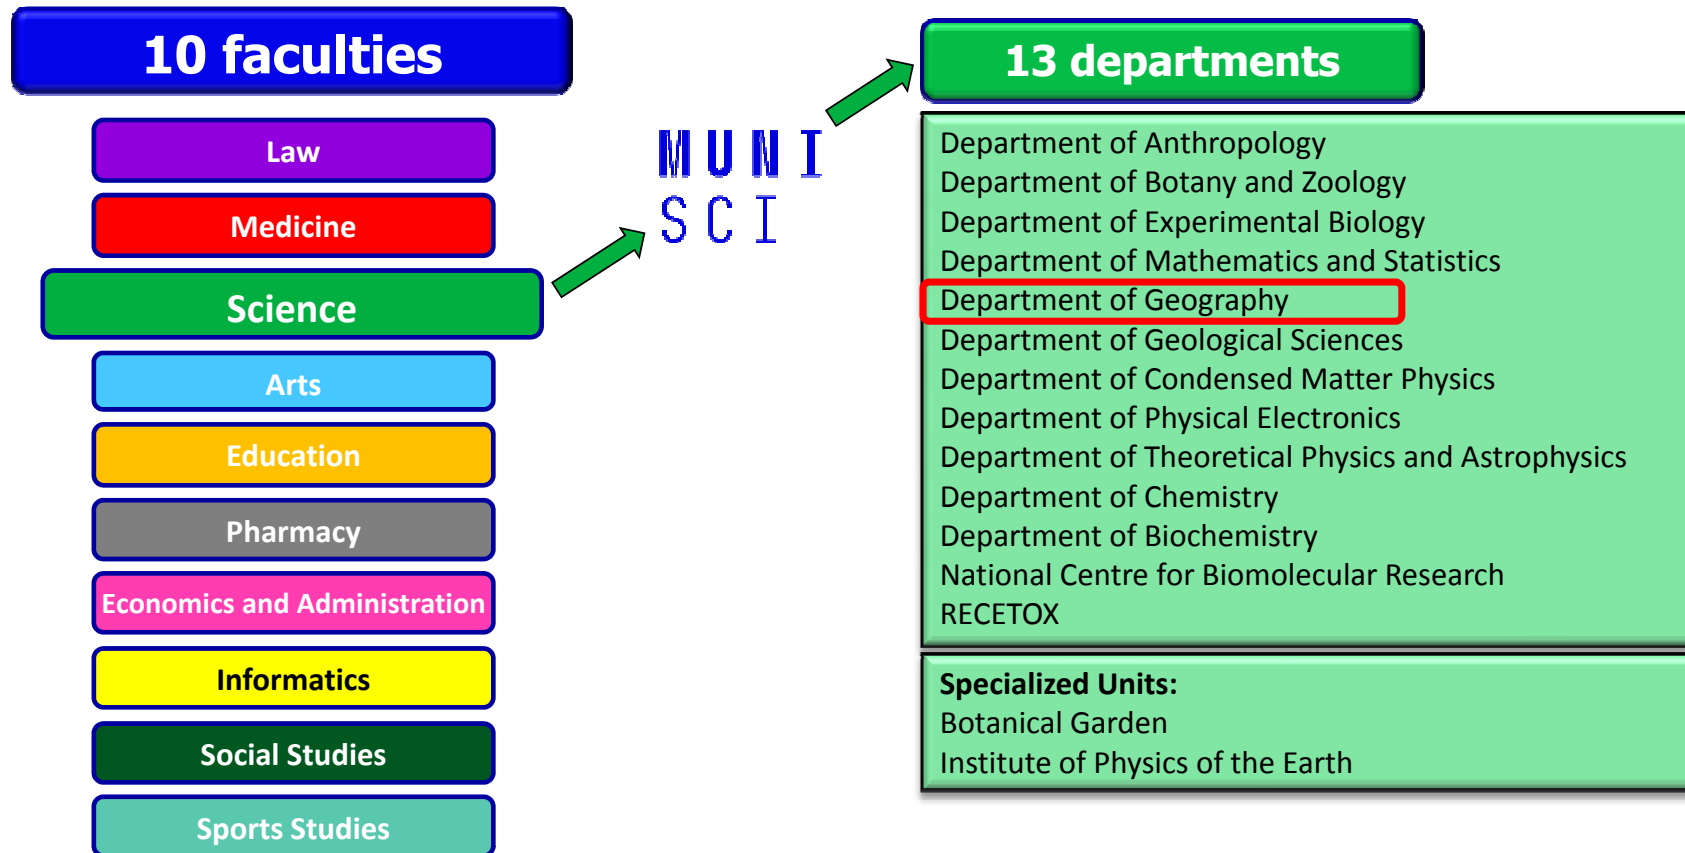 10 faculties
Law
Medicine
Science
Arts
Education
Pharmacy
Economics and Administration
Informatics
Social Studies
Sports Studies
MUNI
SCI
13 departments
Department of Anthropology
Department of Botany and Zoology
Department of Experimental Biology
Department of Mathematics and Statistics
Department of Geography
Department of Geological Sciences
Department of Condensed Matter Physics
Department of Physical Electronics
Department of Theoretical Physics and Astrophysics
Department of Chemistry
Department of Biochemistry
National Centre for Biomolecular Research
RECETOX
Specialized Units:
Botanical Garden
Institute of Physics of the Earth